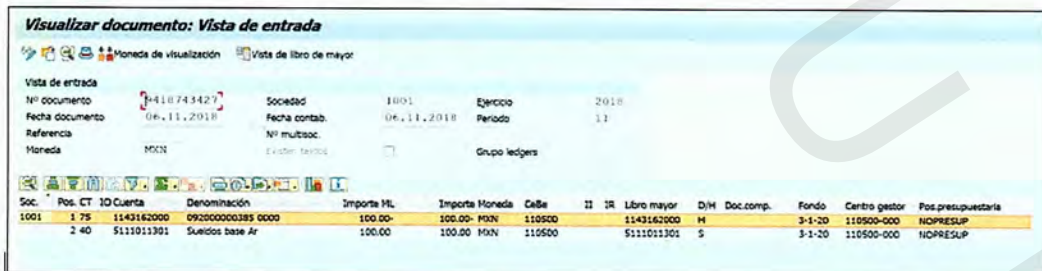 Visualizar documento: Vista de entrada
Moneda de visualización Vista de libro de mayor
Vista de entrada
Nº documento 9418743427 Sociedad 1001 Ejercicio 2018
Fecha documento 06.11.2018 Fecha contab. 06.11.2018 Periodo 11
Referencia Nº multisoc.
Moneda MXN Existen textos Grupo ledgers
Soc. Pos. CT IO Cuenta Denominación Importe ML Importe Moneda CeBe II IR Libro mayor D/H Doc.comp. Fondo Centro gestor Pos.presupuestaria
1001 1 75 1143162000 092000000385 0000 100.00- 100.00- MXN 110500 1143162000 H 3-1-20 110500-000 NOPRESUP
2 40 5111011301 Sueldos base Ar 100.00 100.00 MXN 110500 5111011301 S 3-1-20 110500-000 NOPRESUP